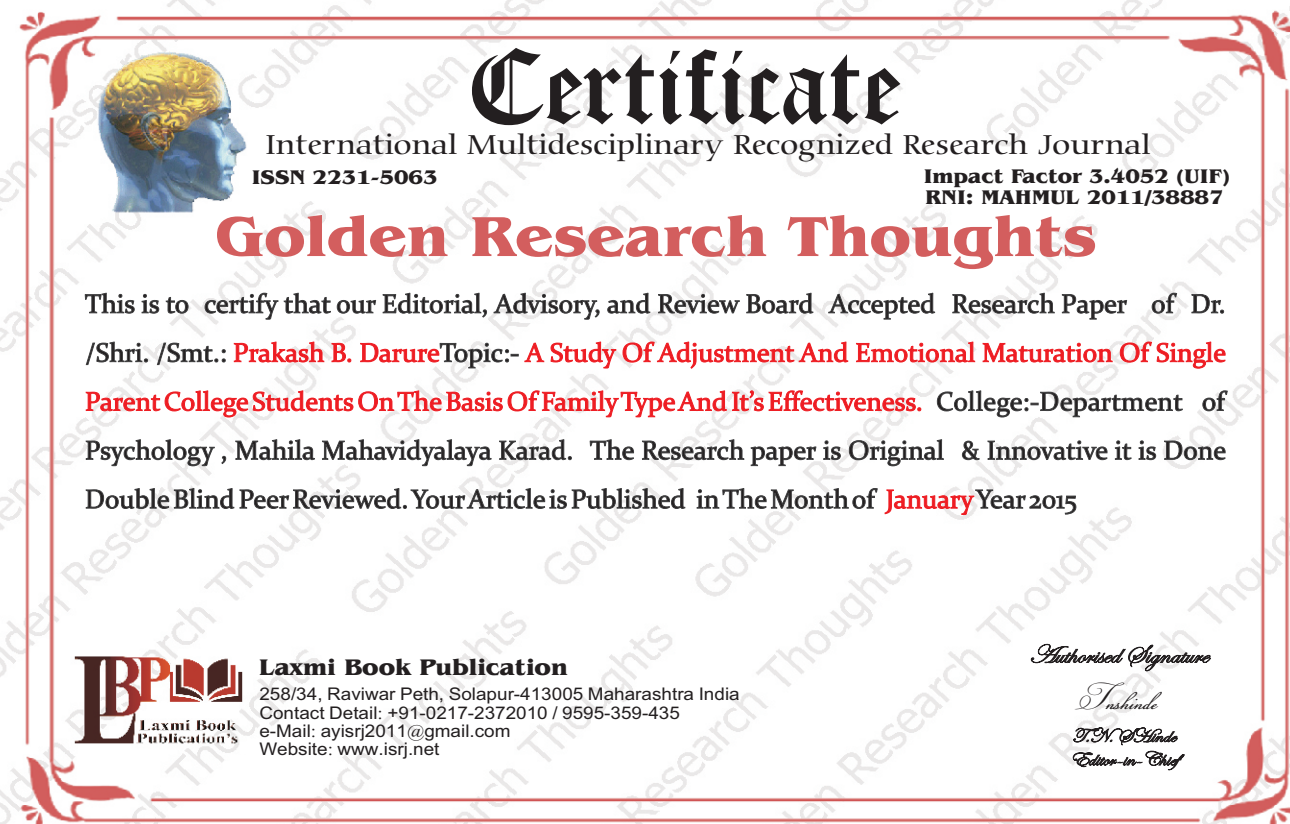 Certificate
International Multidesciplinary Recognized Research Journal
ISSN 2231-5063
Impact Factor 3.4052 (UIF)
RNI: MAHMUL 2011/38887
Golden Research Thoughts
This is to certify that our Editorial, Advisory, and Review Board Accepted Research Paper of Dr.
/Shri. /Smt.: Prakash B. DarureTopic:- A Study Of Adjustment And Emotional Maturation Of Single
Parent College Students On The Basis Of Family Type And It's Effectiveness. College:-Department of
Psychology , Mahila Mahavidyalaya Karad. The Research paper is Original & Innovative it is Done
Double Blind Peer Reviewed. Your Article is Published in The Month of January Year 2015
LBP
Laxmi Book
Publication's
Laxmi Book Publication
258/34, Raviwar Peth, Solapur-413005 Maharashtra India
Contact Detail: +91-0217-2372010 / 9595-359-435
e-Mail: ayisrj2011@gmail.com
Website: www.isrj.net
Authorised Signature
Tnshinde
T.N. SHinde
Editor-in-Chief